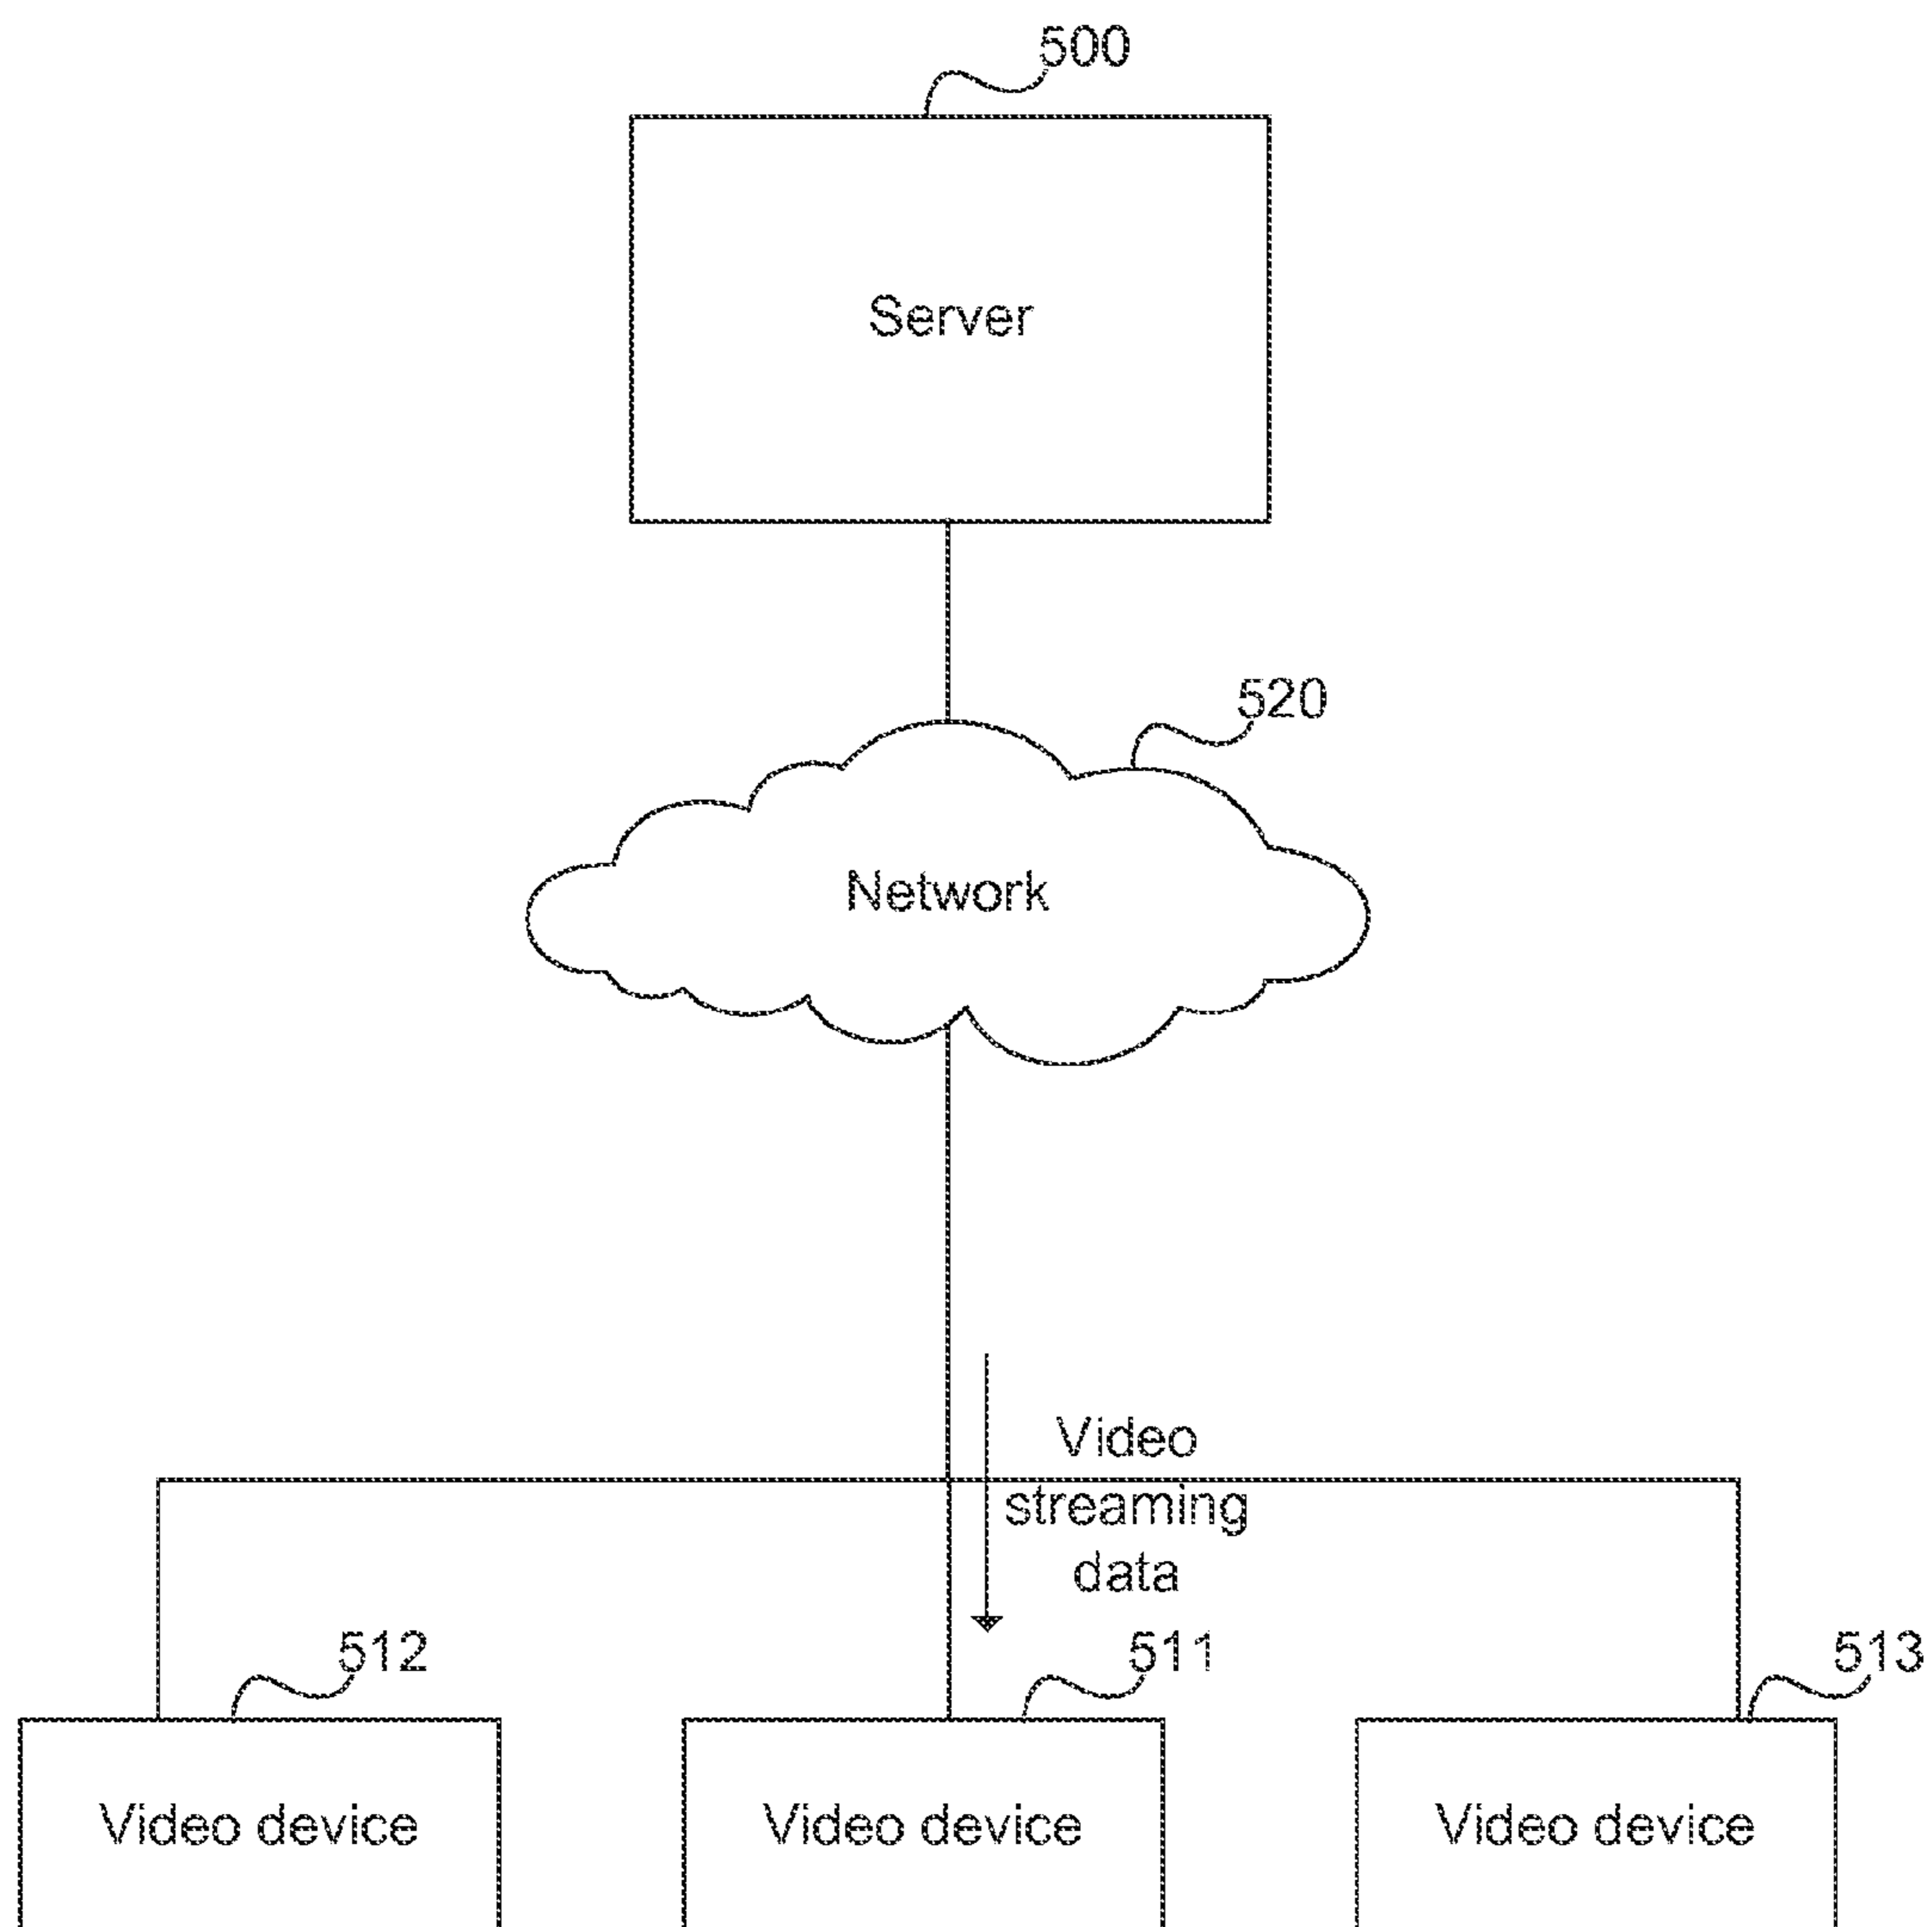 500
Server
520
Network
Video
streaming
data
512
511
513
Video device
Video device
Video device